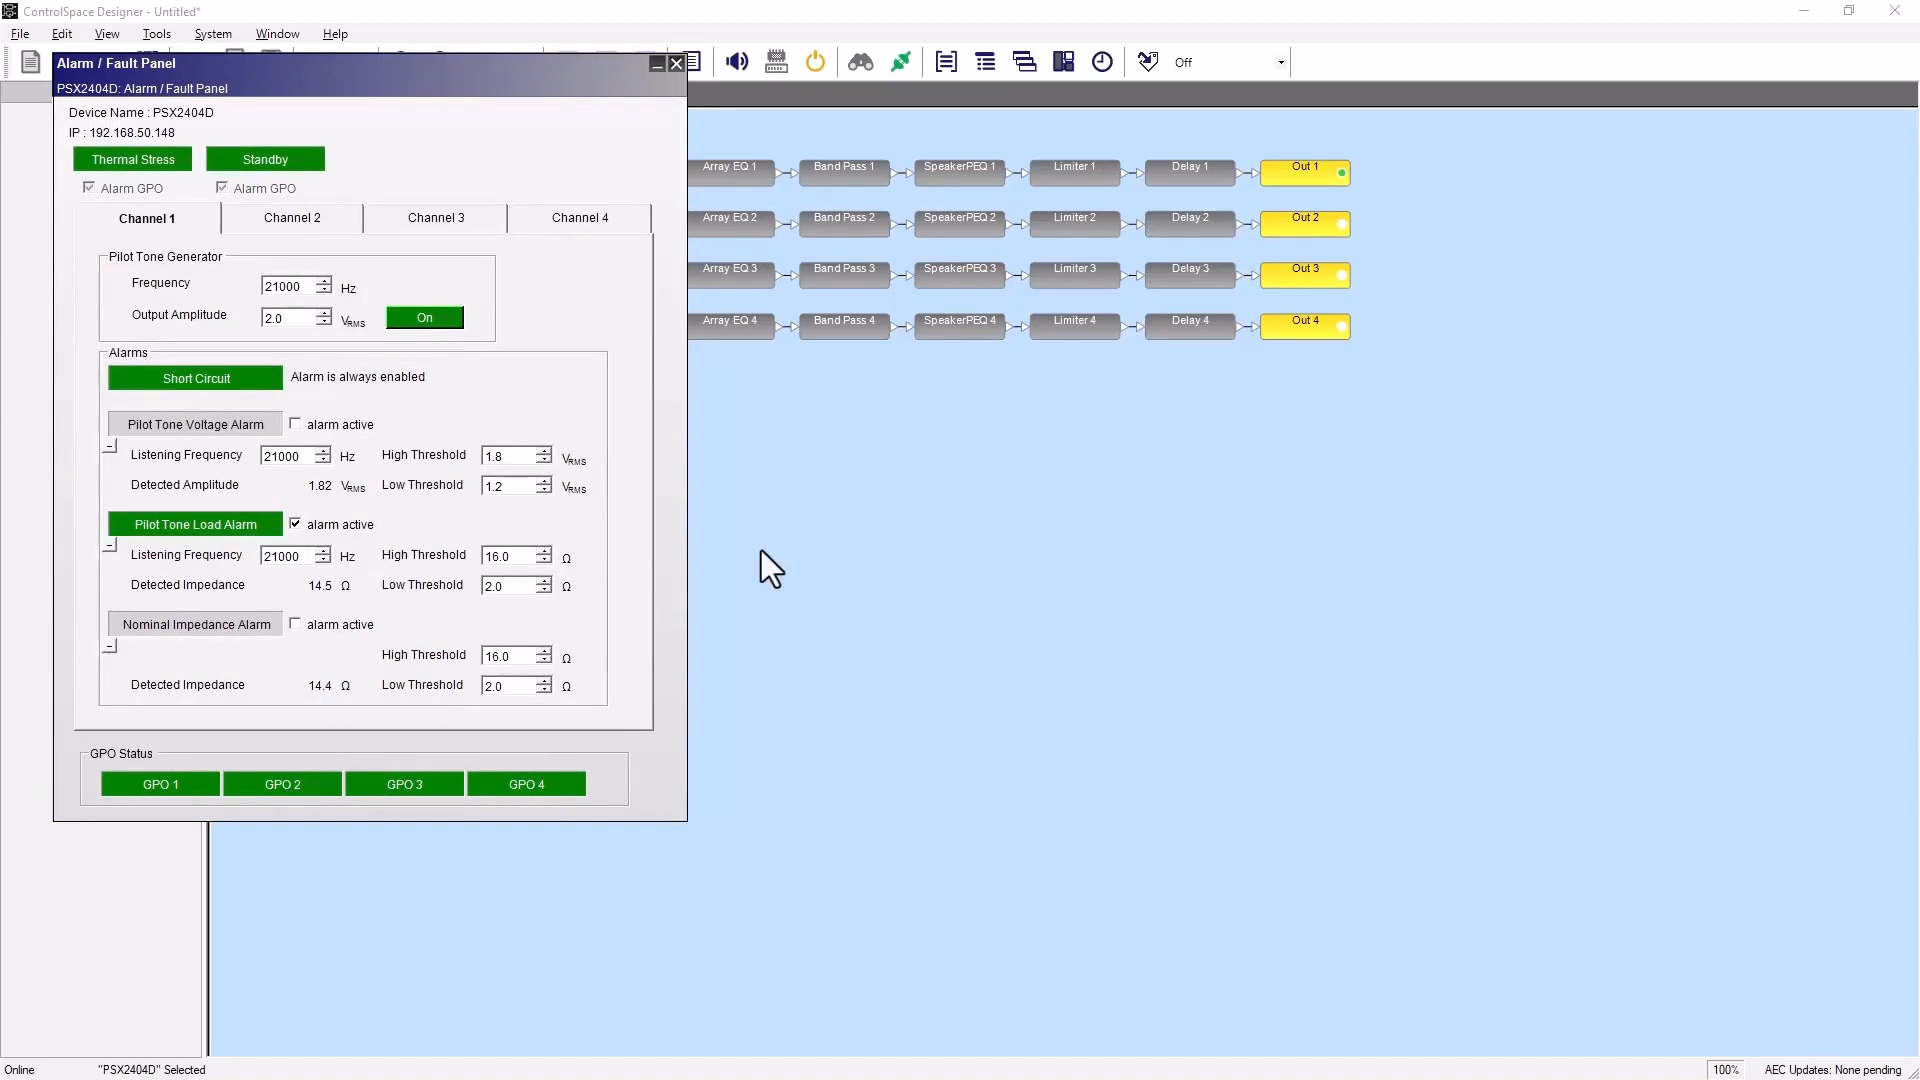 ControlSpace Designer - Untitled*
File Edit View Tools System Window Help
Off
Alarm / Fault Panel
PSX2404D: Alarm / Fault Panel
Device Name : PSX2404D
IP : 192.168.50.148
Thermal Stress Standby
Alarm GPO Alarm GPO
Channel 1 Channel 2 Channel 3 Channel 4
Pilot Tone Generator
Frequency 21000 Hz
Output Amplitude 2.0 VRMS On
Alarms
Short Circuit Alarm is always enabled
Pilot Tone Voltage Alarm alarm active
Listening Frequency 21000 Hz High Threshold 1.8 VRMS
Detected Amplitude 1.82 VRMS Low Threshold 1.2 VRMS
Pilot Tone Load Alarm alarm active
Listening Frequency 21000 Hz High Threshold 16.0 Ω
Detected Impedance 14.5 Ω Low Threshold 2.0 Ω
Nominal Impedance Alarm alarm active
High Threshold 16.0 Ω
Detected Impedance 14.4 Ω Low Threshold 2.0 Ω
GPO Status
GPO 1 GPO 2 GPO 3 GPO 4
Array EQ 1 Band Pass 1 SpeakerPEQ 1 Limiter 1 Delay 1 Out 1
Array EQ 2 Band Pass 2 SpeakerPEQ 2 Limiter 2 Delay 2 Out 2
Array EQ 3 Band Pass 3 SpeakerPEQ 3 Limiter 3 Delay 3 Out 3
Array EQ 4 Band Pass 4 SpeakerPEQ 4 Limiter 4 Delay 4 Out 4
Online "PSX2404D" Selected 100% AEC Updates: None pending